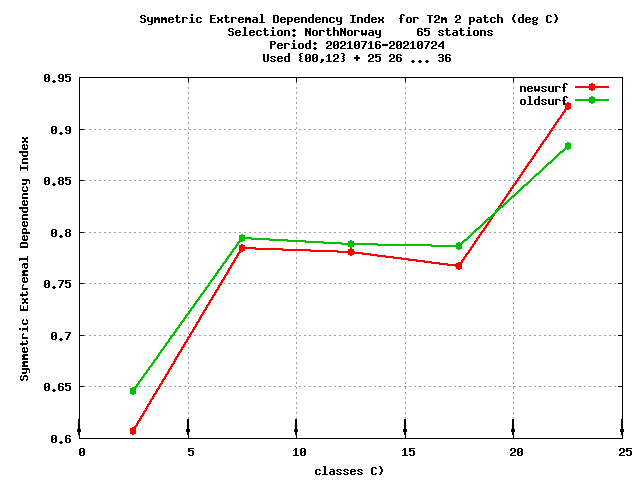 Symmetric Extremal Dependency Index  for T2m 2 patch (deg C)
Selection: NorthNorway     65 stations
Period: 20210716-20210724
Used {00,12} + 25 26 ... 36
newsurf
oldsurf
Symmetric Extremal Dependency Index
0.95
0.9
0.85
0.8
0.75
0.7
0.65
0.6
0 5 10 15 20 25
classes C)